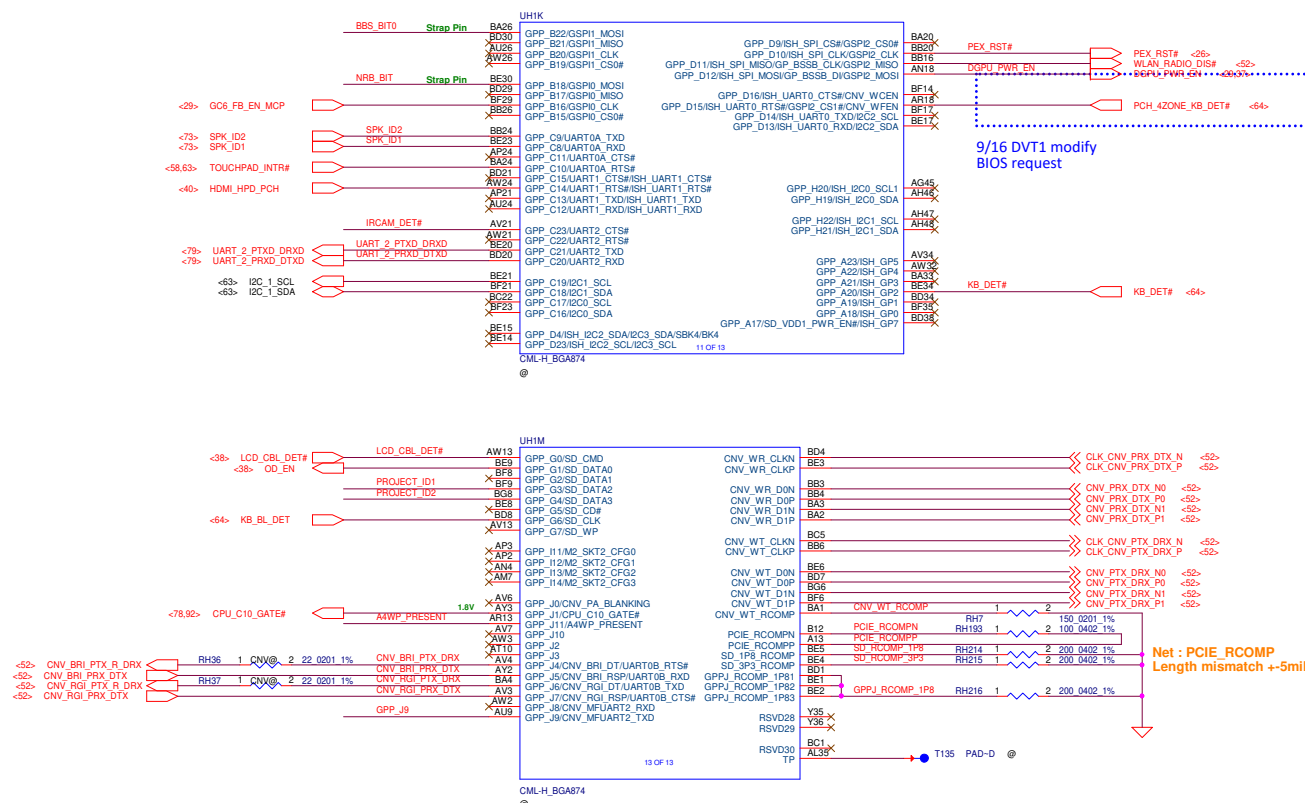 UH1K
BBS_BIT0 Strap Pin BA26 GPP_B22/GSPI1_MOSI
BD30 GPP_B21/GSPI1_MISO
AU26 GPP_B20/GSPI1_CLK
AW26 GPP_B19/GSPI1_CS0#
NRB_BIT Strap Pin BE30 GPP_B18/GSPI0_MOSI
BD29 GPP_B17/GSPI0_MISO
<29> GC6_FB_EN_MCP BF29 GPP_B16/GSPI0_CLK
BB26 GPP_B15/GSPI0_CS0#
<73> SPK_ID2 SPK_ID2 BB24 GPP_C9/UART0A_TXD
<73> SPK_ID1 SPK_ID1 BE23 GPP_C8/UART0A_RXD
AP24 GPP_C11/UART0A_CTS#
<58,63> TOUCHPAD_INTR# BA24 GPP_C10/UART0A_RTS#
BD21 GPP_C15/UART1_CTS#/ISH_UART1_CTS#
<40> HDMI_HPD_PCH AW24 GPP_C14/UART1_RTS#/ISH_UART1_RTS#
AP21 GPP_C13/UART1_TXD/ISH_UART1_TXD
AU24 GPP_C12/UART1_RXD/ISH_UART1_RXD
IRCAM_DET# AV21 GPP_C23/UART2_CTS#
AW21 GPP_C22/UART2_RTS#
<79> UART_2_PTXD_DRXD UART_2_PTXD_DRXD BE20 GPP_C21/UART2_TXD
<79> UART_2_PRXD_DTXD UART_2_PRXD_DTXD BD20 GPP_C20/UART2_RXD
<63> I2C_1_SCL BE21 GPP_C19/I2C1_SCL
<63> I2C_1_SDA BF21 GPP_C18/I2C1_SDA
BC22 GPP_C17/I2C0_SCL
BF23 GPP_C16/I2C0_SDA
BE15 GPP_D4/ISH_I2C2_SDA/I2C3_SDA/SBK4/BK4
BE14 GPP_D23/ISH_I2C2_SCL/I2C3_SCL
GPP_D9/ISH_SPI_CS#/GSPI2_CS0# BA20
GPP_D10/ISH_SPI_CLK/GSPI2_CLK BB20 PEX_RST# PEX_RST# <26>
GPP_D11/ISH_SPI_MISO/GP_BSSB_CLK/GSPI2_MISO BB16 WLAN_RADIO_DIS# <52>
GPP_D12/ISH_SPI_MOSI/GP_BSSB_DI/GSPI2_MOSI AN18 DGPU_PWR_EN DGPU_PWR_EN <29,37>
GPP_D16/ISH_UART0_CTS#/CNV_WCEN BF14
GPP_D15/ISH_UART0_RTS#/GSPI2_CS1#/CNV_WFEN AR18 PCH_4ZONE_KB_DET# <64>
GPP_D14/ISH_UART0_TXD/I2C2_SCL BF17
GPP_D13/ISH_UART0_RXD/I2C2_SDA BE17
9/16 DVT1 modify
BIOS request
GPP_H20/ISH_I2C0_SCL1 AG45
GPP_H19/ISH_I2C0_SDA AH46
GPP_H22/ISH_I2C1_SCL AH47
GPP_H21/ISH_I2C1_SDA AH48
GPP_A23/ISH_GP5 AV34
GPP_A22/ISH_GP4 AW32
GPP_A21/ISH_GP3 BA33
GPP_A20/ISH_GP2 BE34 KB_DET# KB_DET# <64>
GPP_A19/ISH_GP1 BD34
GPP_A18/ISH_GP0 BF35
GPP_A17/SD_VDD1_PWR_EN#/ISH_GP7 BD38
11 OF 13
CML-H_BGA874
@
UH1M
<38> LCD_CBL_DET# LCD_CBL_DET# AW13 GPP_G0/SD_CMD
<38> OD_EN BE9 GPP_G1/SD_DATA0
BF8 GPP_G2/SD_DATA1
PROJECT_ID1 BF9 GPP_G3/SD_DATA2
PROJECT_ID2 BG8 GPP_G4/SD_DATA3
BE8 GPP_G5/SD_CD#
<64> KB_BL_DET BD8 GPP_G6/SD_CLK
AV13 GPP_G7/SD_WP
AP3 GPP_I11/M2_SKT2_CFG0
AP2 GPP_I12/M2_SKT2_CFG1
AN4 GPP_I13/M2_SKT2_CFG2
AM7 GPP_I14/M2_SKT2_CFG3
AV6 GPP_J0/CNV_PA_BLANKING
<78,92> CPU_C10_GATE# 1.8V AY3 GPP_J1/CPU_C10_GATE#
A4WP_PRESENT AR13 GPP_J11/A4WP_PRESENT
AV7 GPP_J10
AW3 GPP_J2
AT10 GPP_J3
<52> CNV_BRI_PTX_R_DRX RH36 1 CNV@ 2 22_0201_1% CNV_BRI_PTX_DRX AV4 GPP_J4/CNV_BRI_DT/UART0B_RTS#
<52> CNV_BRI_PRX_DTX CNV_BRI_PRX_DTX AY2 GPP_J5/CNV_BRI_RSP/UART0B_RXD
<52> CNV_RGI_PTX_R_DRX RH37 1 CNV@ 2 22_0201_1% CNV_RGI_PTX_DRX BA4 GPP_J6/CNV_RGI_DT/UART0B_TXD
<52> CNV_RGI_PRX_DTX CNV_RGI_PRX_DTX AV3 GPP_J7/CNV_RGI_RSP/UART0B_CTS#
AW2 GPP_J8/CNV_MFUART2_RXD
GPP_J9 AU9 GPP_J9/CNV_MFUART2_TXD
CNV_WR_CLKN BD4 CLK_CNV_PRX_DTX_N <52>
CNV_WR_CLKP BE3 CLK_CNV_PRX_DTX_P <52>
CNV_WR_D0N BB3 CNV_PRX_DTX_N0 <52>
CNV_WR_D0P BB4 CNV_PRX_DTX_P0 <52>
CNV_WR_D1N BA3 CNV_PRX_DTX_N1 <52>
CNV_WR_D1P BA2 CNV_PRX_DTX_P1 <52>
CNV_WT_CLKN BC5 CLK_CNV_PTX_DRX_N <52>
CNV_WT_CLKP BB6 CLK_CNV_PTX_DRX_P <52>
CNV_WT_D0N BE6 CNV_PTX_DRX_N0 <52>
CNV_WT_D0P BD7 CNV_PTX_DRX_P0 <52>
CNV_WT_D1N BG6 CNV_PTX_DRX_N1 <52>
CNV_WT_D1P BF6 CNV_PTX_DRX_P1 <52>
CNV_WT_RCOMP BA1 CNV_WT_RCOMP RH7 1 2 150_0201_1%
PCIE_RCOMPN B12 PCIE_RCOMPN RH193 1 2 100_0402_1%
PCIE_RCOMPP A13 PCIE_RCOMPP
SD_1P8_RCOMP BE5 SD_RCOMP_1P8 RH214 1 2 200_0402_1%
SD_3P3_RCOMP BE4 SD_RCOMP_3P3 RH215 1 2 200_0402_1%
GPPJ_RCOMP_1P81 BD1
GPPJ_RCOMP_1P82 BE1
GPPJ_RCOMP_1P83 BE2 GPPJ_RCOMP_1P8 RH216 1 2 200_0402_1%
Net : PCIE_RCOMP
Length mismatch +-5mil
RSVD28 Y35
RSVD29 Y36
RSVD30 BC1
TP AL35 T135 PAD~D @
13 OF 13
CML-H_BGA874
@